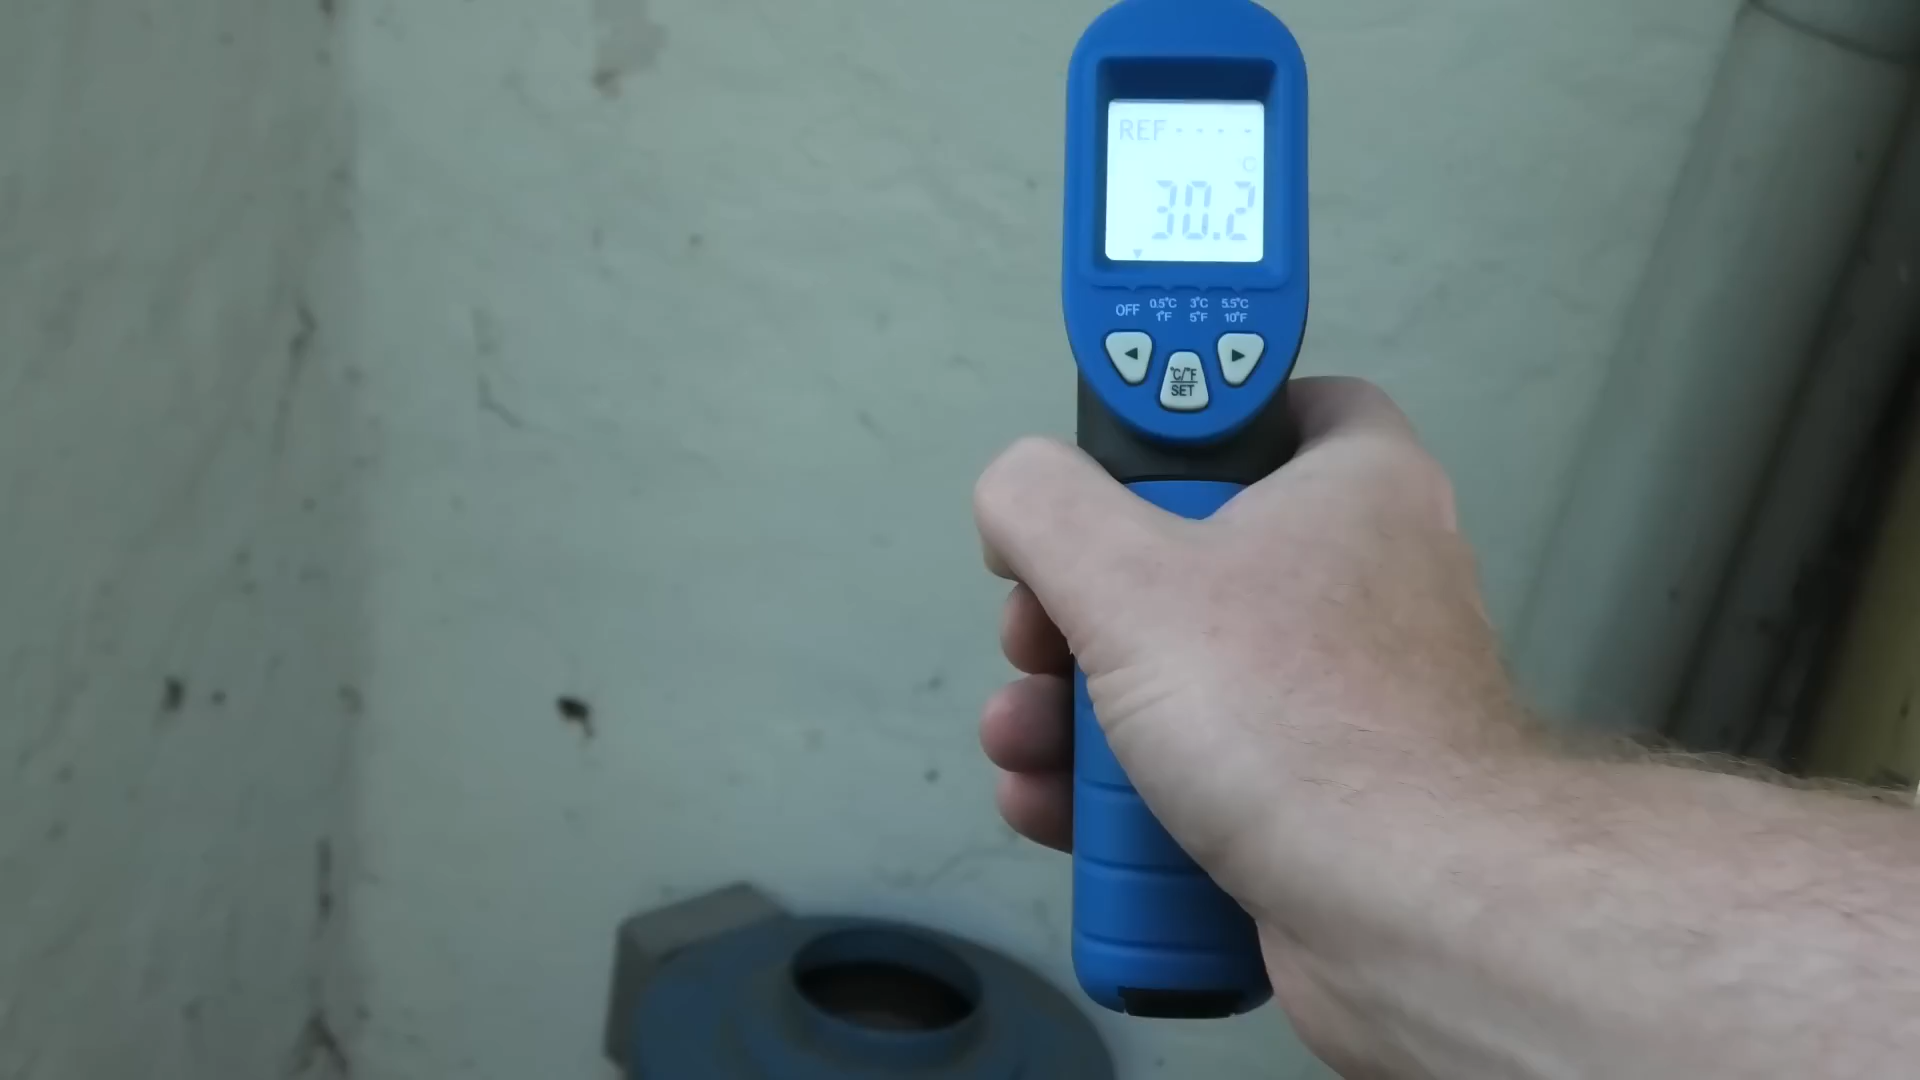 REF - - - -
°C
30.2
OFF 0.5°C 3°C 5.5°C
1°F 5°F 10°F
°C/°F
SET